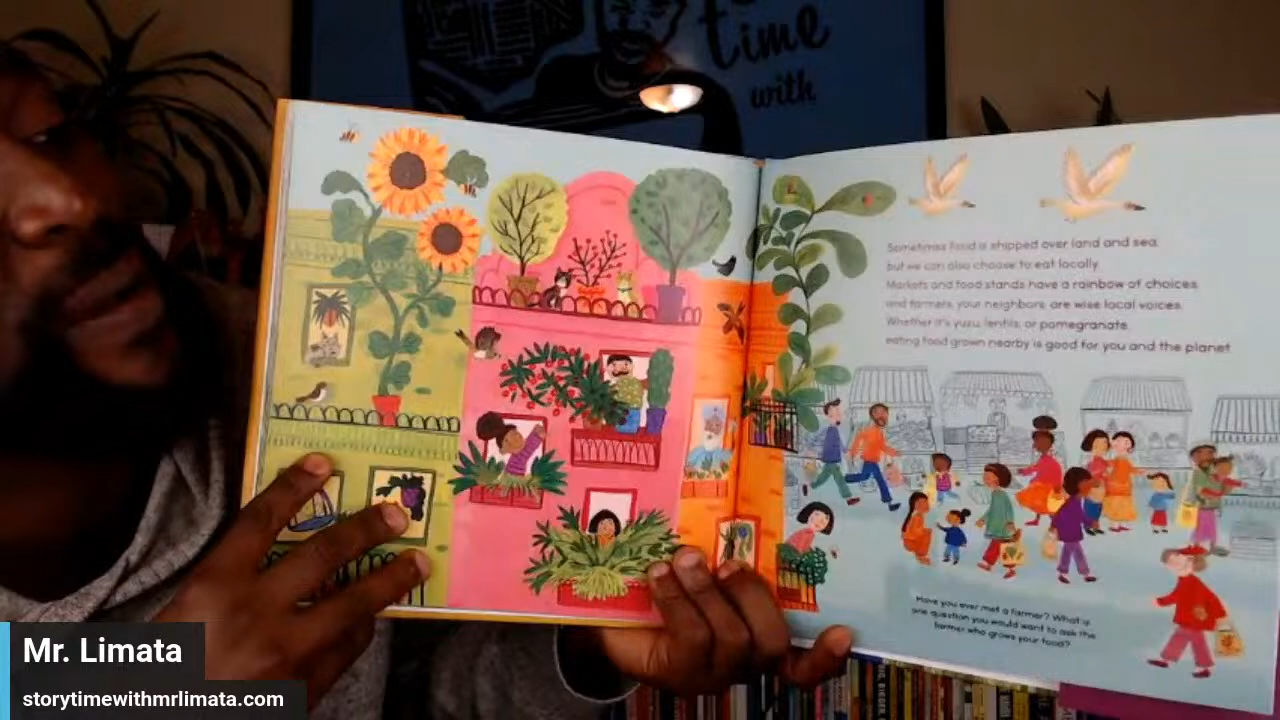 time
with
Sometimes food is shipped over land and sea,
but we can also choose to eat locally.
Markets and food stands have a rainbow of choices
and farmers, your neighbors, are wise local voices.
Whether it's yuzu, lentils, or pomegranate,
eating food grown nearby is good for you and the planet
Have you ever met a farmer? What is
one question you would want to ask the
farmer who grows your food?
Mr. Limata
storytimewithmrlimata.com